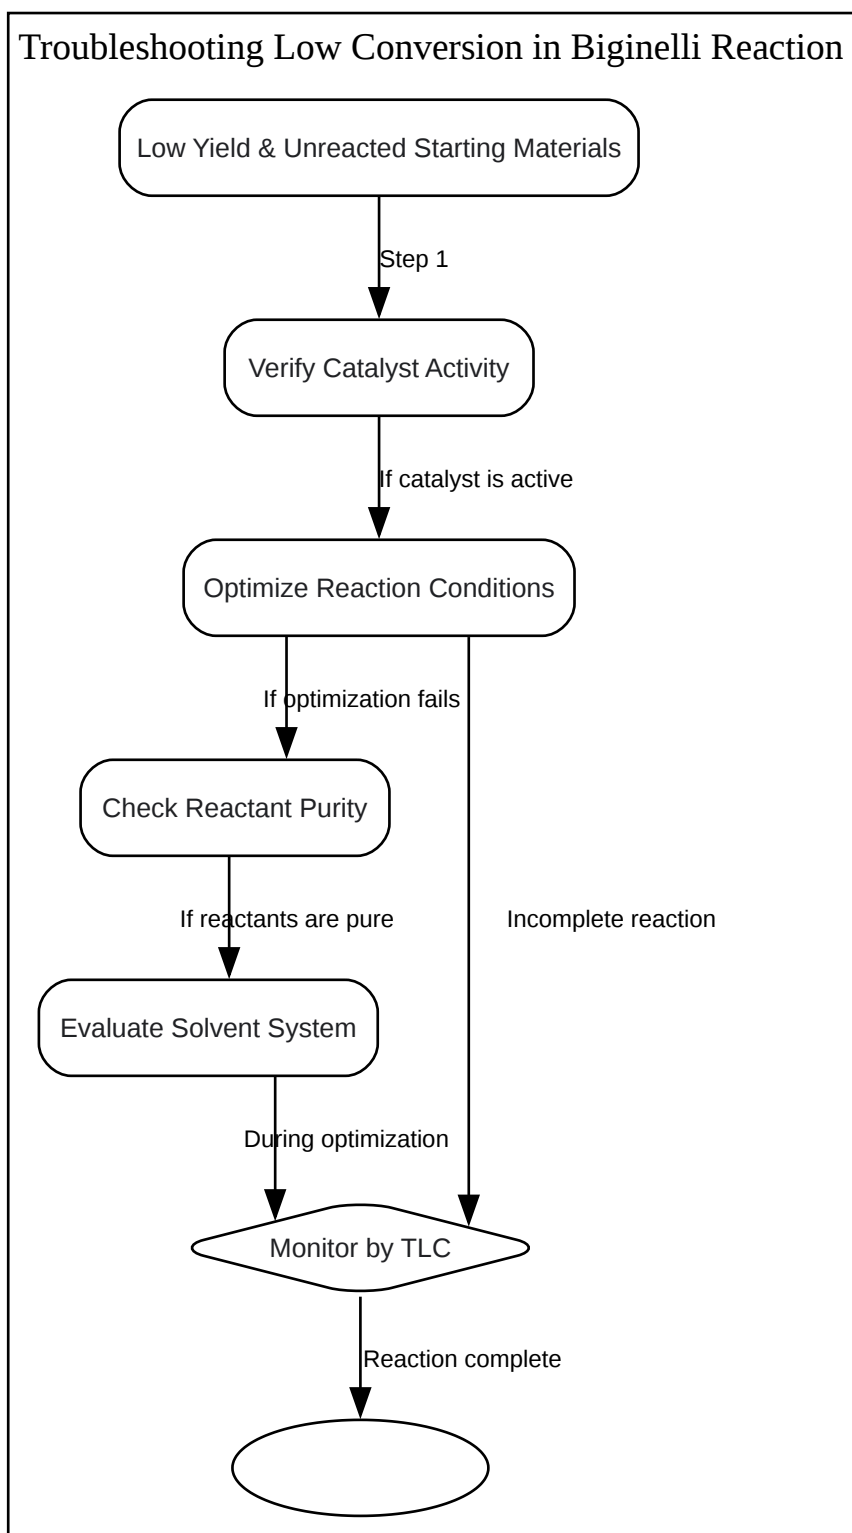 Troubleshooting Low Conversion in Biginelli Reaction
Low Yield & Unreacted Starting Materials
Step 1
Verify Catalyst Activity
If catalyst is active
Optimize Reaction Conditions
If optimization fails
Check Reactant Purity
If reactants are pure
Incomplete reaction
Evaluate Solvent System
During optimization
Monitor by TLC
Reaction complete